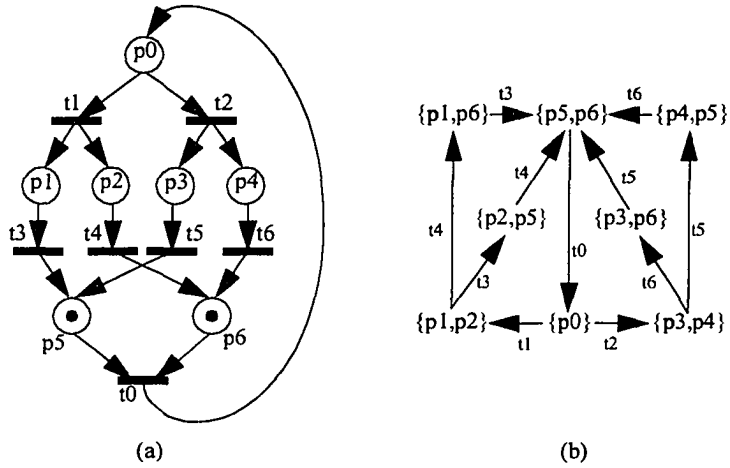 p0
t1
t2
p1
p2
p3
p4
t3
t4
t5
t6
p5
p6
t0
(a)
{p1,p6}
t3
{p5,p6}
t6
{p4,p5}
t4
t5
{p2,p5}
{p3,p6}
t4
t0
t5
t3
t6
{p1,p2}
{p0}
{p3,p4}
t1
t2
(b)